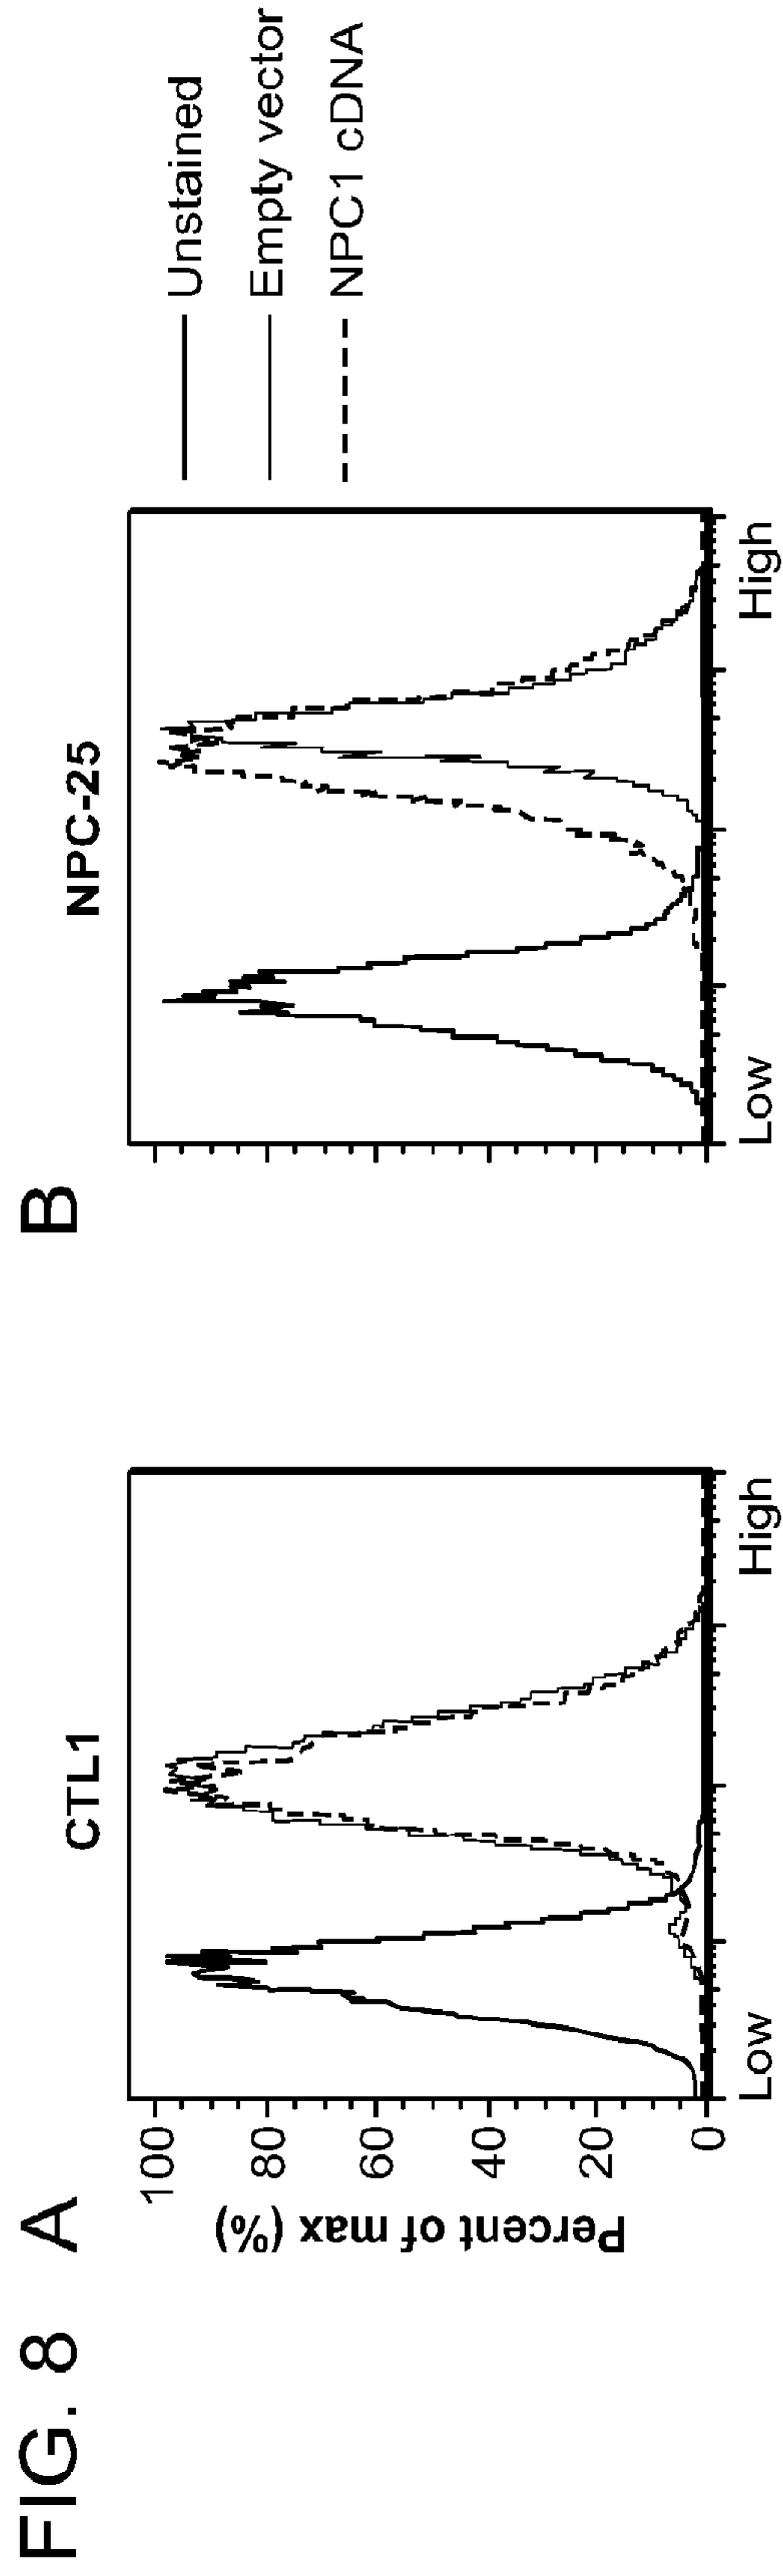 FIG. 8
A
CTL1
Percent of max (%)
100
80
60
40
20
0
Low
High
B
NPC-25
Low
High
Unstained
Empty vector
NPC1 cDNA